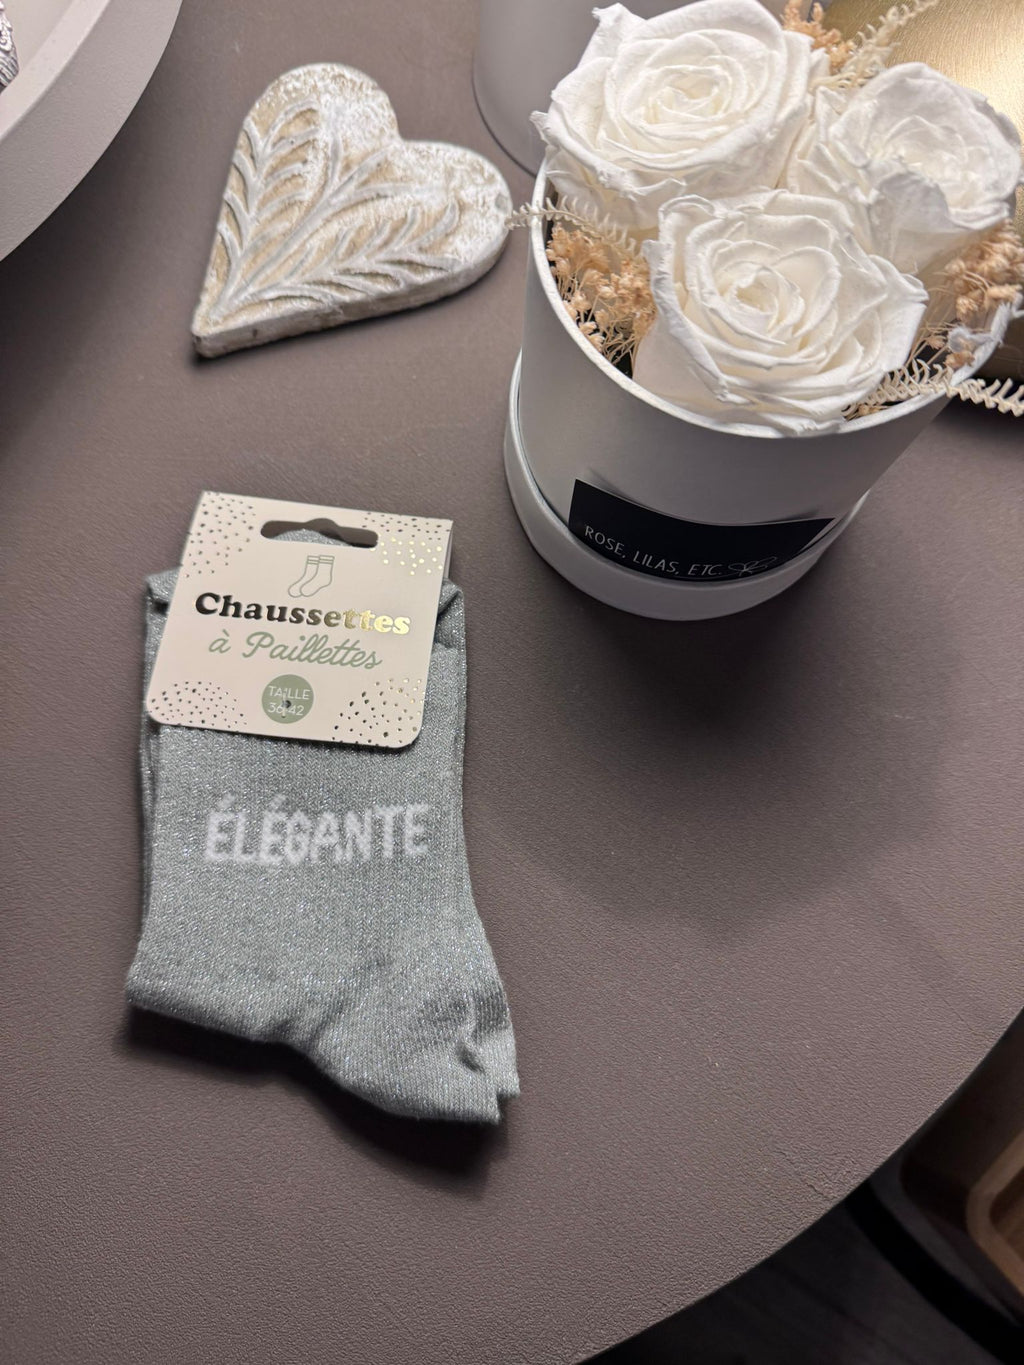 ROSE, LILAS, ETC.
Chaussettes
à Paillettes
TAILLE
36-42
ÉLÉGANTE